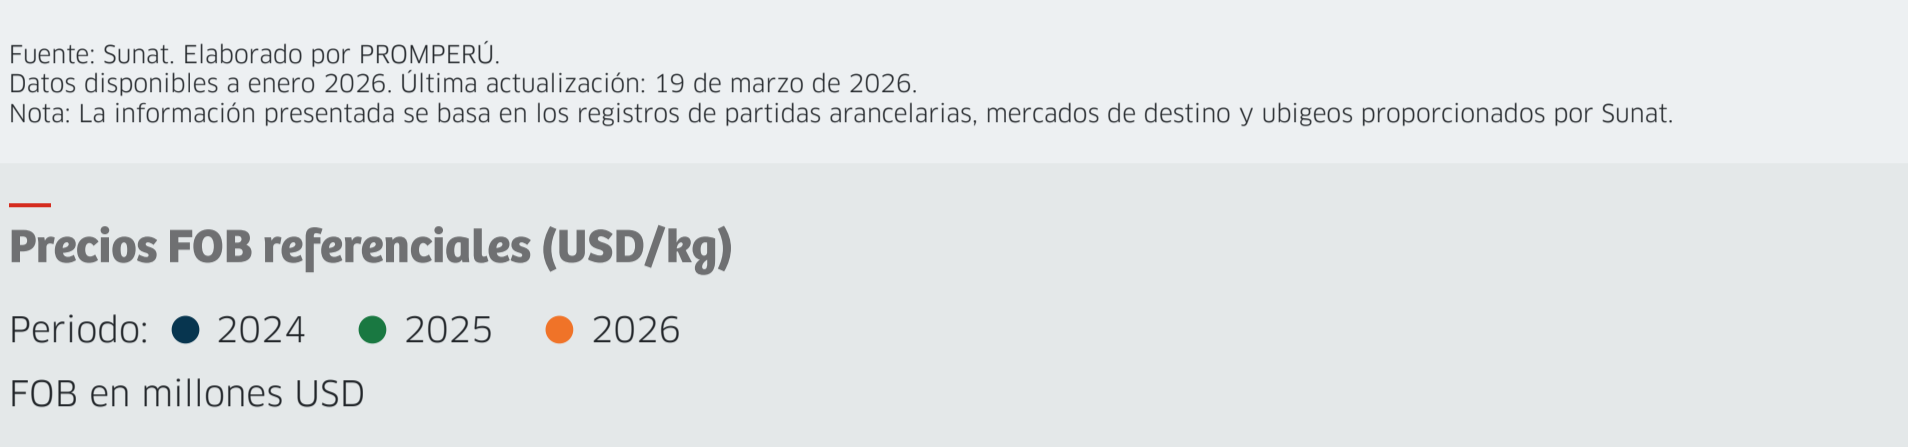 Fuente: Sunat. Elaborado por PROMPERÚ.
Datos disponibles a enero 2026. Última actualización: 19 de marzo de 2026.
Nota: La información presentada se basa en los registros de partidas arancelarias, mercados de destino y ubigeos proporcionados por Sunat.
Precios FOB referenciales (USD/kg)
Periodo: 2024 2025 2026
FOB en millones USD